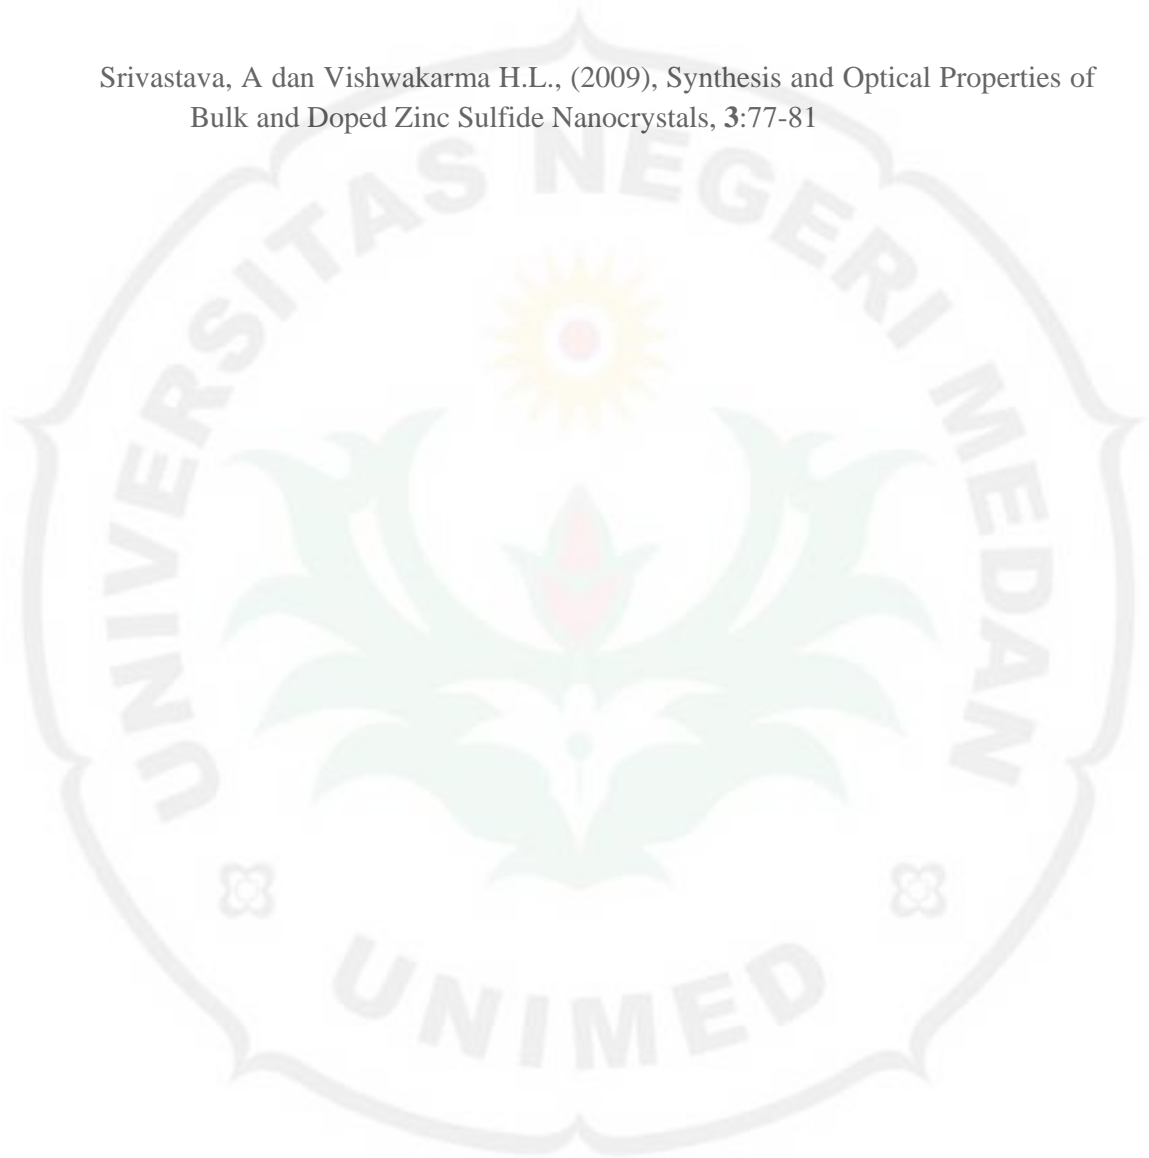 Srivastava, A dan Vishwakarma H.L., (2009), Synthesis and Optical Properties of
Bulk and Doped Zinc Sulfide Nanocrystals, 3:77-81
UNIVERSITAS NEGERI MEDAN
UNIMED